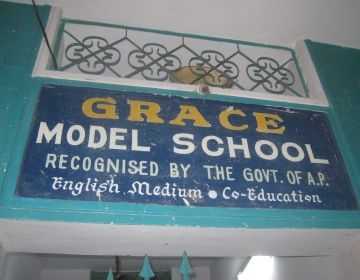 GRACE
MODEL SCHOOL
RECOGNISED BY THE GOVT. OF A.P.
English Medium ● Co-Education